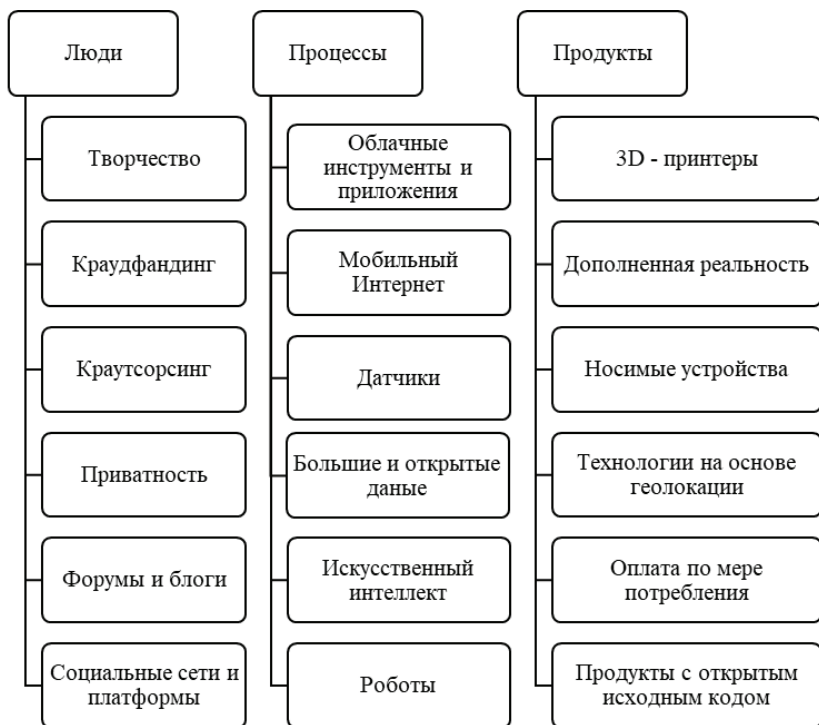 Люди
Творчество
Краудфандинг
Краутсорсинг
Приватность
Форумы и блоги
Социальные сети и
платформы
Процессы
Облачные
инструменты и
приложения
Мобильный
Интернет
Датчики
Большие и открытые
даные
Искусственный
интеллект
Роботы
Продукты
3D - принтеры
Дополненная реальность
Носимые устройства
Технологии на основе
геолокации
Оплата по мере
потребления
Продукты с открытым
исходным кодом